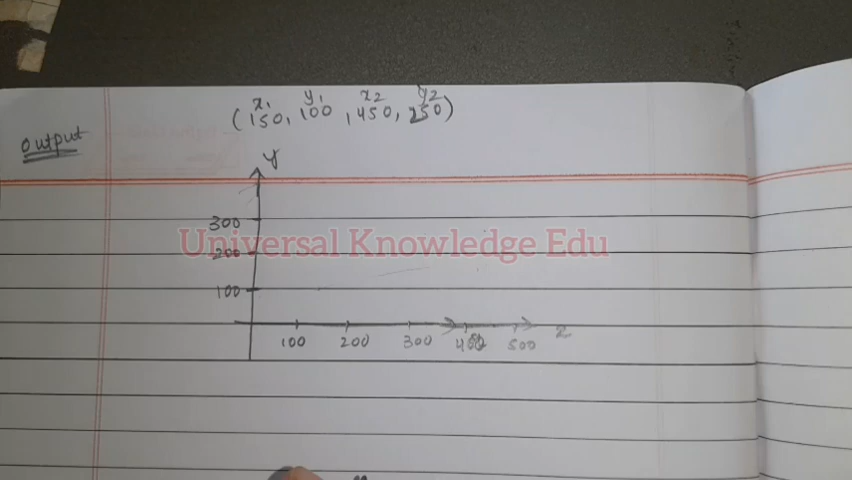 x1 y1 x2 y2
(150, 100, 450, 250)
Output
y
300
Universal Knowledge Edu
200
100
100 200 300 400 500 x